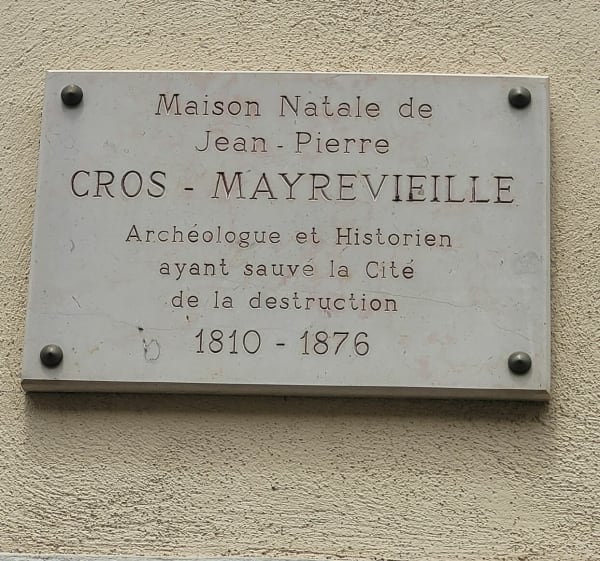 Maison Natale de
Jean - Pierre
CROS - MAYREVIEILLE
Archéologue et Historien
ayant sauvé la Cité
de la destruction
1810 - 1876